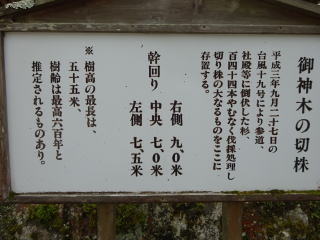 御神木の切株
平成三年九月二十七日の
台風十九号により参道、
社殿等に倒伏した杉、
百四十四本やむなく伐採処理し
切り株の大なるものをここに
存置する。
幹回り 右側 九、〇米
中央 七、〇米
左側 七、五米
※ 樹高の最長は、
五十五米、
樹齢は最高六百年と
推定されるものあり。